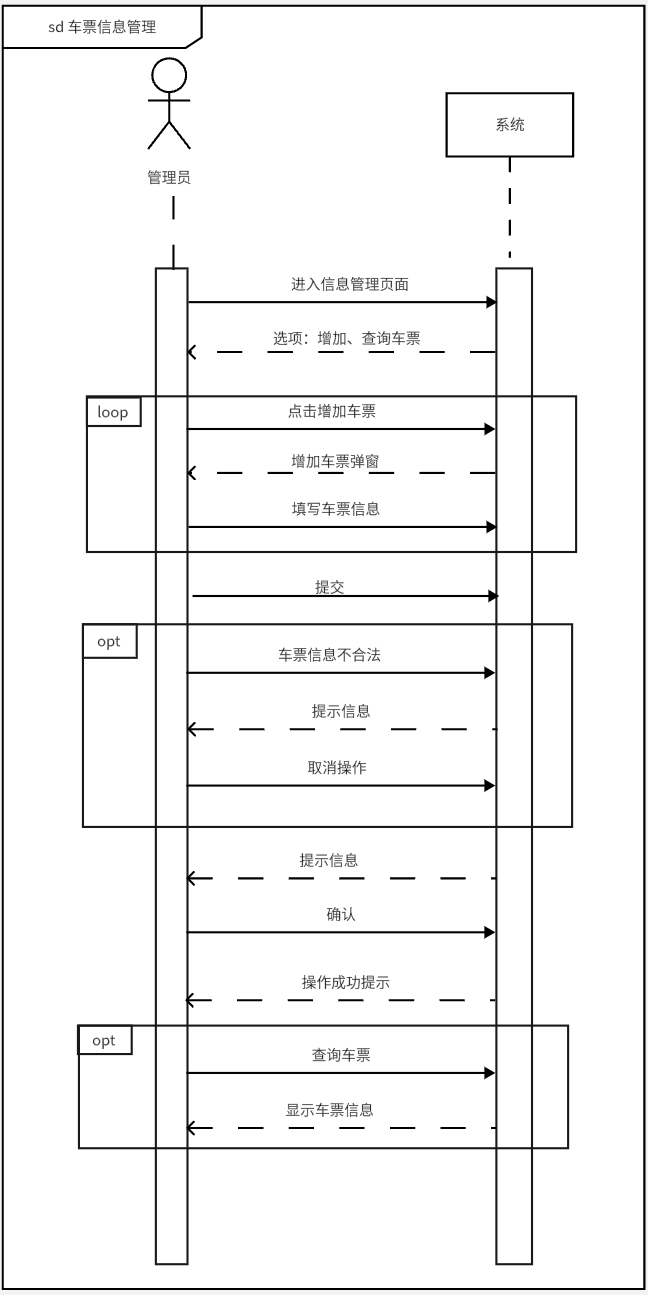 sd 车票信息管理
系统
管理员
进入信息管理页面
选项：增加、查询车票
loop
点击增加车票
增加车票弹窗
填写车票信息
提交
opt
车票信息不合法
提示信息
取消操作
提示信息
确认
操作成功提示
opt
查询车票
显示车票信息